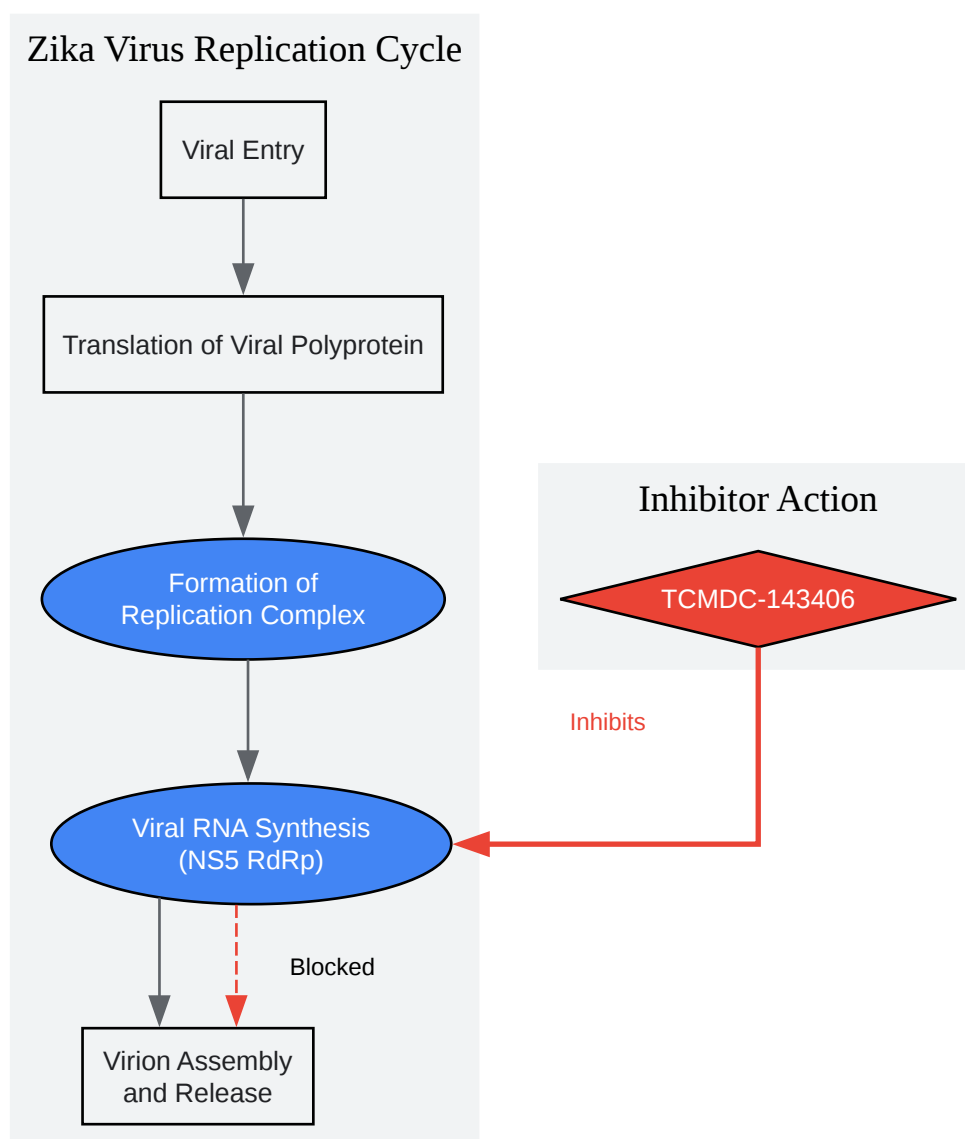 Zika Virus Replication Cycle
Viral Entry
Translation of Viral Polyprotein
Formation of
Replication Complex
Viral RNA Synthesis
(NS5 RdRp)
Blocked
Virion Assembly
and Release
Inhibitor Action
TCMDC-143406
Inhibits